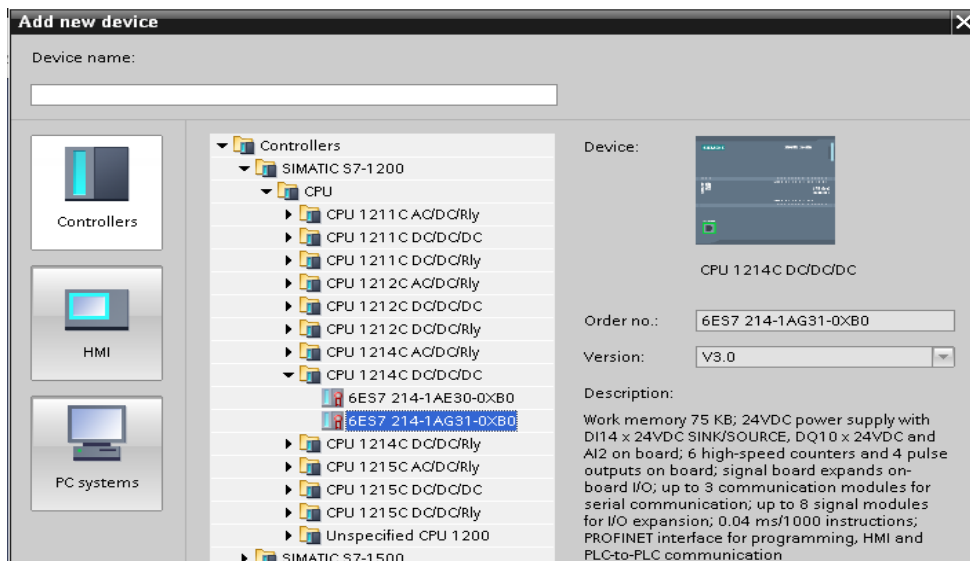 Add new device
Device name:
Controllers
HMI
PC systems
Controllers
SIMATIC S7-1200
CPU
CPU 1211C AC/DC/Rly
CPU 1211C DC/DC/DC
CPU 1211C DC/DC/Rly
CPU 1212C AC/DC/Rly
CPU 1212C DC/DC/DC
CPU 1212C DC/DC/Rly
CPU 1214C AC/DC/Rly
CPU 1214C DC/DC/DC
6ES7 214-1AE30-0XB0
6ES7 214-1AG31-0XB0
CPU 1214C DC/DC/Rly
CPU 1215C AC/DC/Rly
CPU 1215C DC/DC/DC
CPU 1215C DC/DC/Rly
Unspecified CPU 1200
SIMATIC S7-1500
Device:
CPU 1214C DC/DC/DC
Order no.:
6ES7 214-1AG31-0XB0
Version:
V3.0
Description:
Work memory 75 KB; 24VDC power supply with
DI14 x 24VDC SINK/SOURCE, DQ10 x 24VDC and
AI2 on board; 6 high-speed counters and 4 pulse
outputs on board; signal board expands on-
board I/O; up to 3 communication modules for
serial communication; up to 8 signal modules
for I/O expansion; 0.04 ms/1000 instructions;
PROFINET interface for programming, HMI and
PLC-to-PLC communication